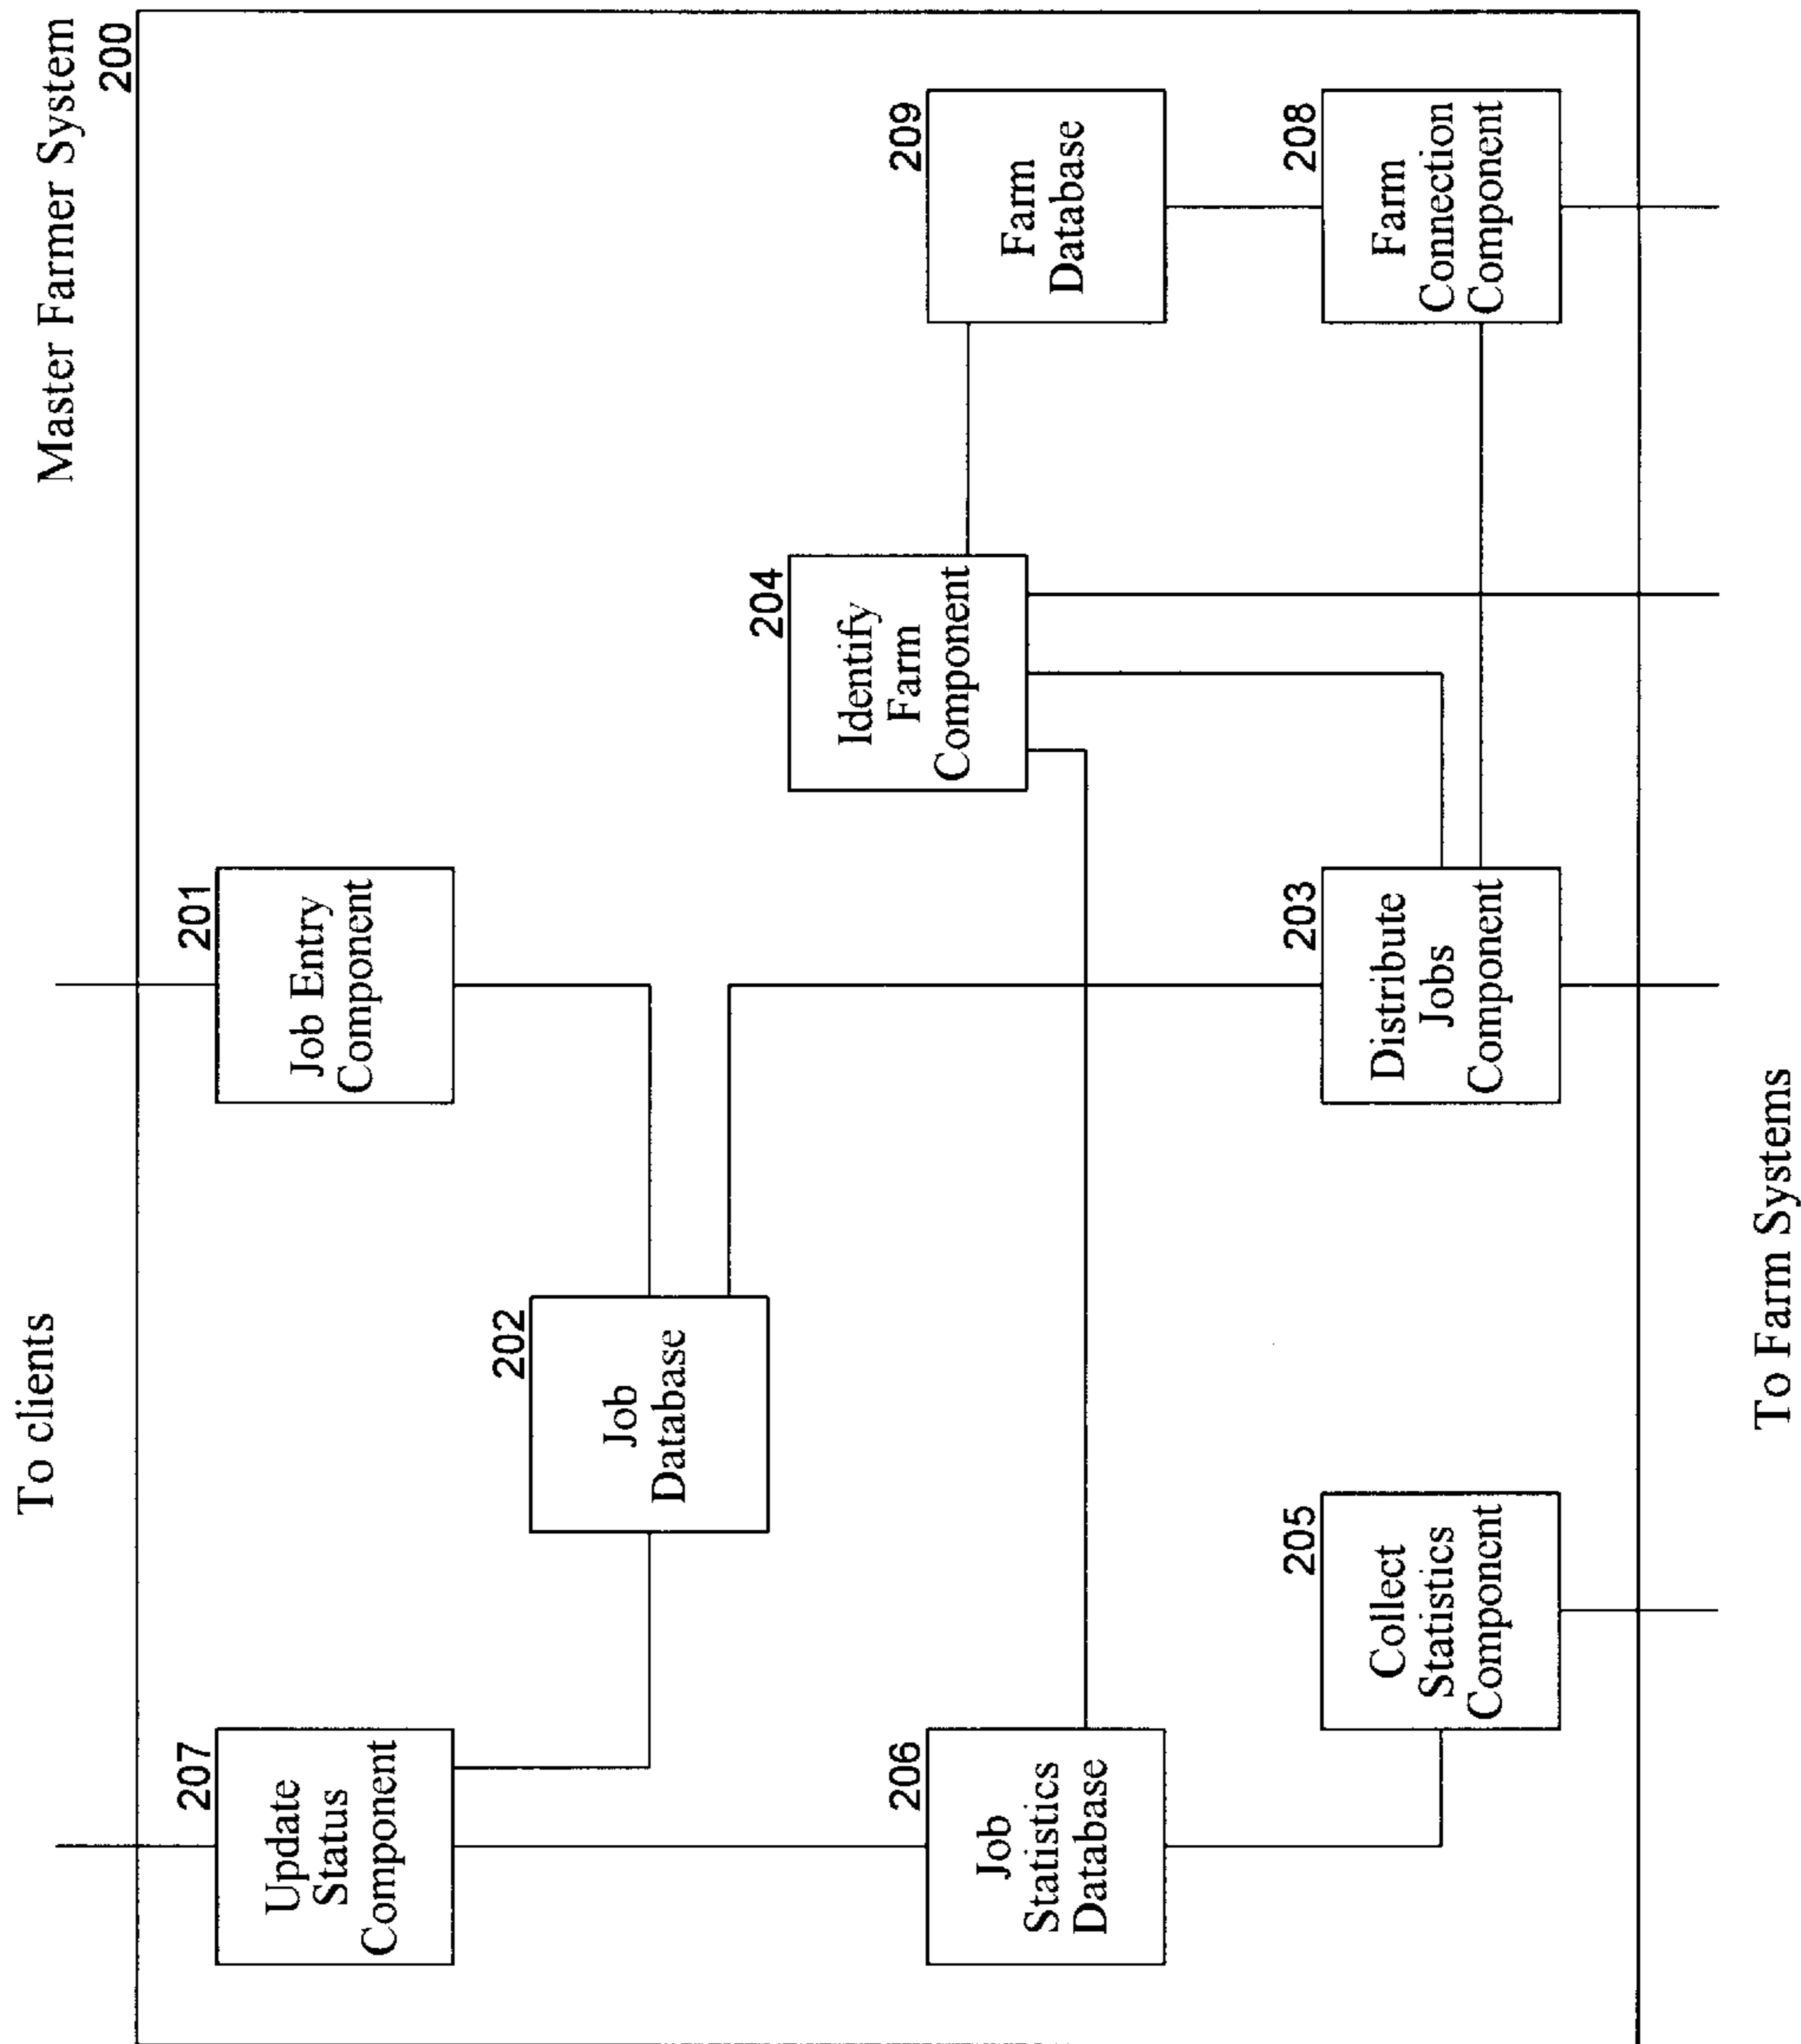 To clients
Master Farmer System
200
207
Update
Status
Component
201
Job Entry
Component
202
Job
Database
204
Identify
Farm
Component
206
Job
Statistics
Database
209
Farm
Database
205
Collect
Statistics
Component
203
Distribute
Jobs
Component
208
Farm
Connection
Component
To Farm Systems